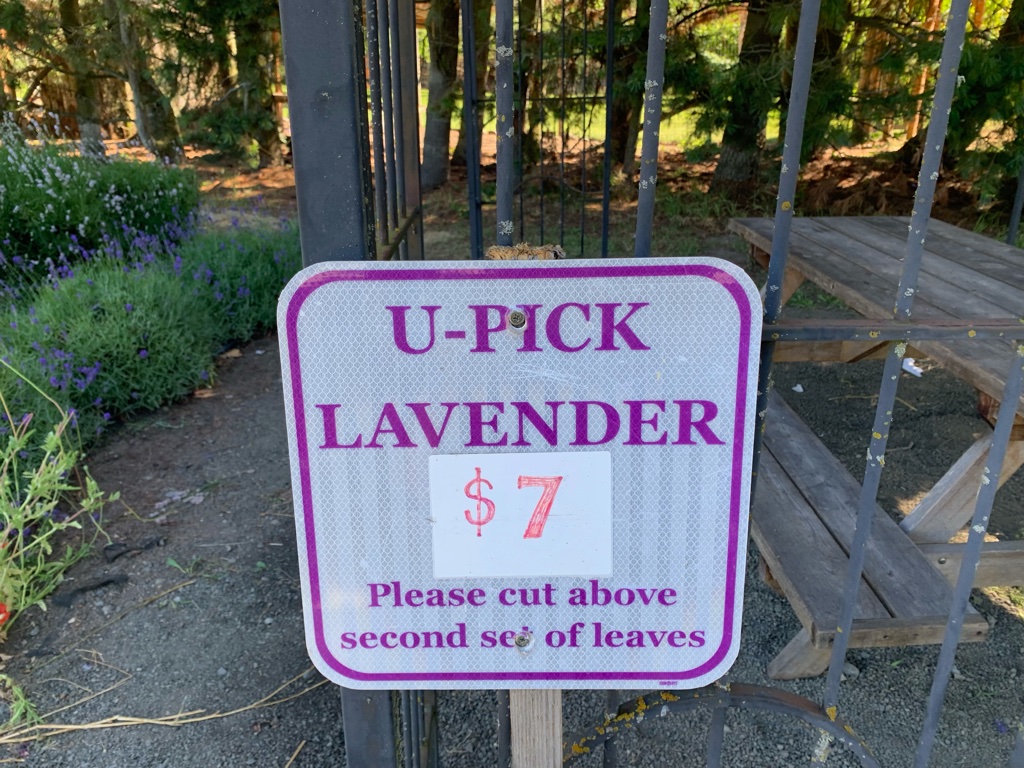 U-PICK
LAVENDER
$7
Please cut above
second set of leaves